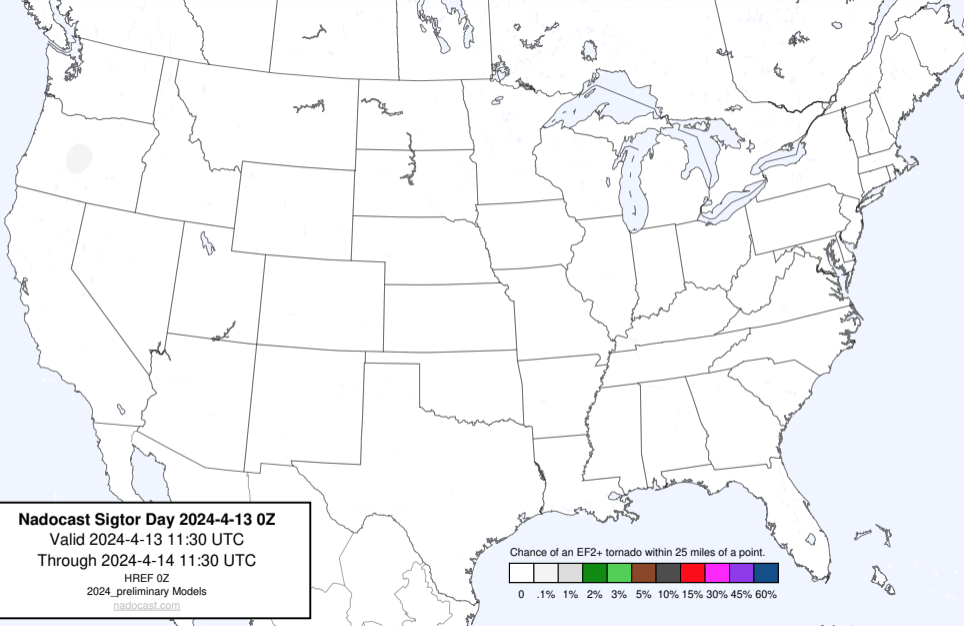 Nadocast Sigtor Day 2024-4-13 0Z
Valid 2024-4-13 11:30 UTC
Through 2024-4-14 11:30 UTC
HREF 0Z
2024_preliminary Models
nadocast.com
Chance of an EF2+ tornado within 25 miles of a point.
0 .1% 1% 2% 3% 5% 10% 15% 30% 45% 60%